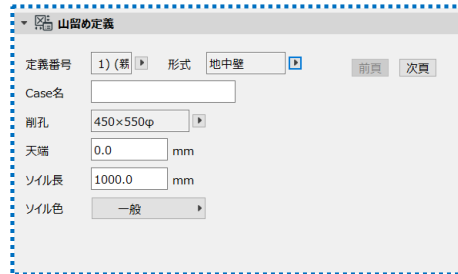 山留め定義
定義番号 1) (親 形式 地中壁 前頁 次頁
Case名
削孔 450×550φ
天端 0.0 mm
ソイル長 1000.0 mm
ソイル色 一般